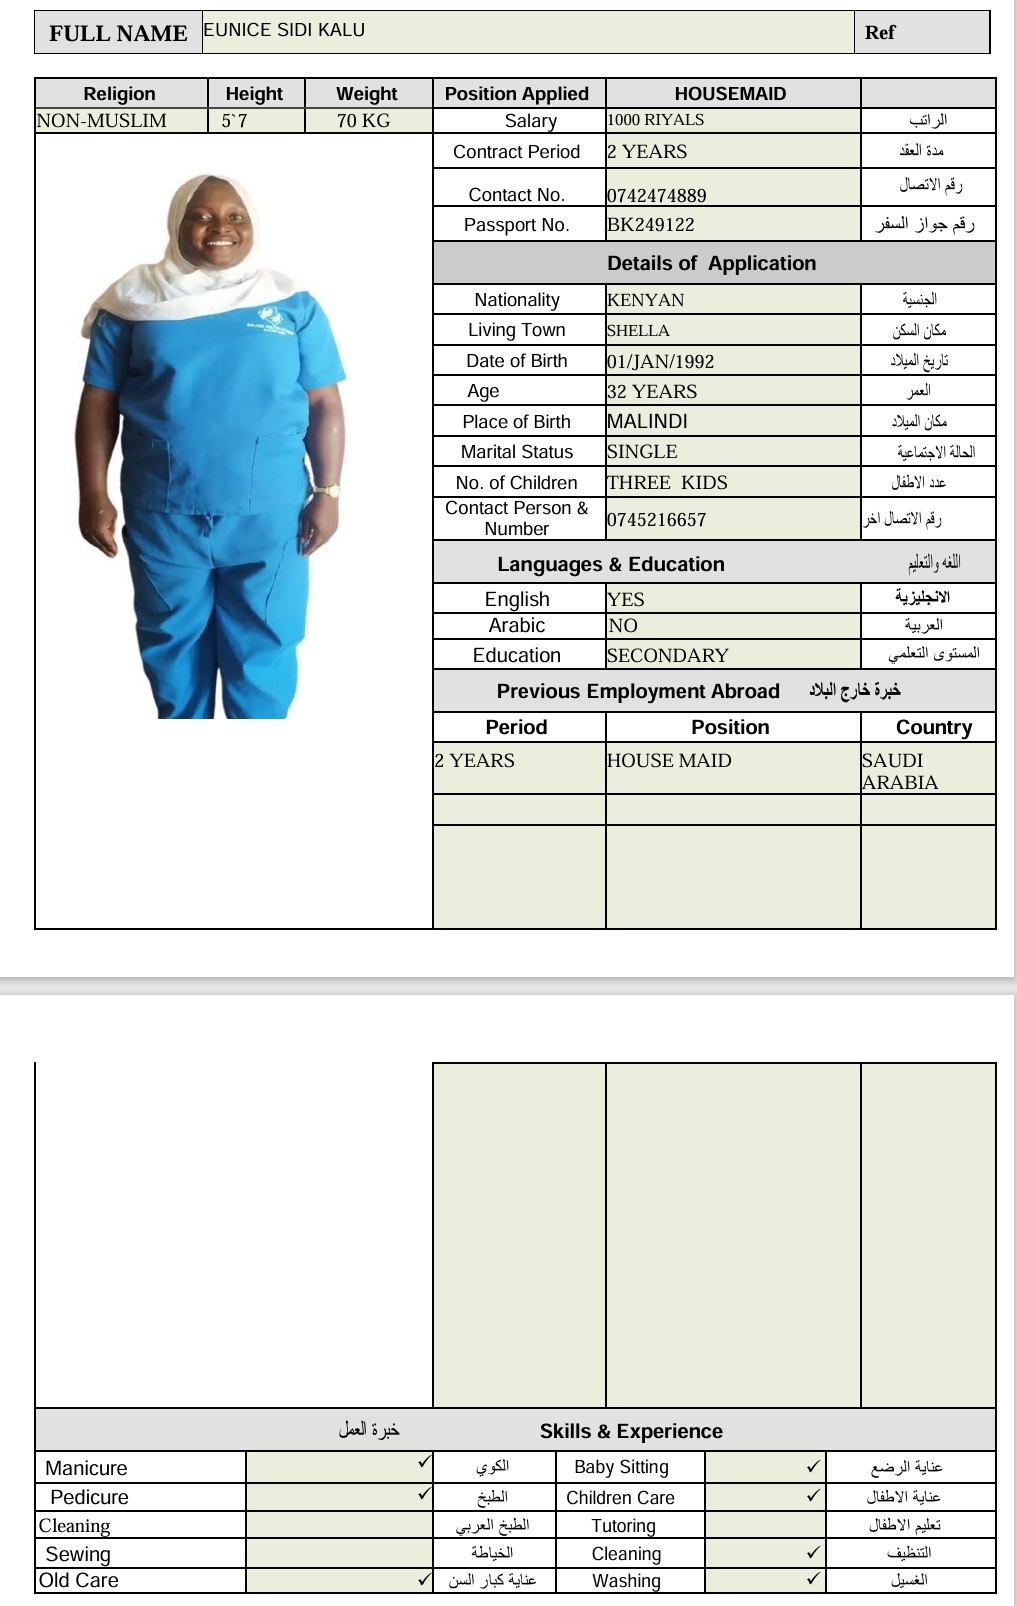 FULL NAME EUNICE SIDI KALU Ref
Religion Height Weight Position Applied HOUSEMAID
NON-MUSLIM 5`7 70 KG Salary 1000 RIYALS الراتب
Contract Period 2 YEARS مدة العقد
Contact No. 0742474889 رقم الاتصال
Passport No. BK249122 رقم جواز السفر
Details of Application
Nationality KENYAN الجنسية
Living Town SHELLA مكان السكن
Date of Birth 01/JAN/1992 تاريخ الميلاد
Age 32 YEARS العمر
Place of Birth MALINDI مكان الميلاد
Marital Status SINGLE الحالة الاجتماعية
No. of Children THREE KIDS عدد الاطفال
Contact Person & Number 0745216657 رقم الاتصال اخر
Languages & Education اللغه والتعليم
English YES الانجليزية
Arabic NO العربية
Education SECONDARY المستوى التعلمي
Previous Employment Abroad خبرة خارج البلاد
Period Position Country
2 YEARS HOUSE MAID SAUDI ARABIA
خبرة العمل Skills & Experience
Manicure ✓ الكوي Baby Sitting ✓ عناية الرضع
Pedicure ✓ الطبخ Children Care ✓ عناية الاطفال
Cleaning الطبخ العربي Tutoring تعليم الاطفال
Sewing الخياطة Cleaning ✓ التنظيف
Old Care ✓ عناية كبار السن Washing ✓ الغسيل